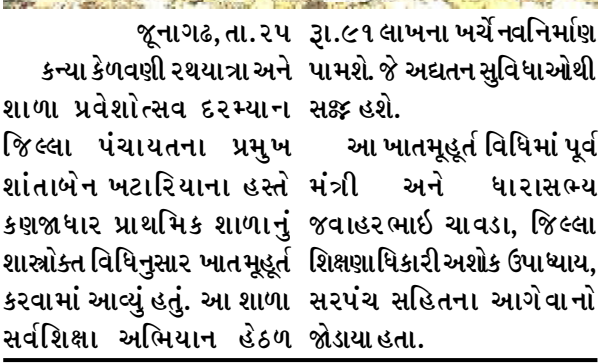 જૂનાગઢ, તા. ૨૫
કન્યા કેળવણી રથયાત્રા અને
શાળા પ્રવેશોત્સવ દરમ્યાન
જિલ્લા પંચાયતના પ્રમુખ
શાંતાબેન ખટારિયાના હસ્તે
કણજાધાર પ્રાથમિક શાળાનું
શાસ્ત્રોક્ત વિધિનુસાર ખાતમૂહૂર્ત
કરવામાં આવ્યું હતું. આ શાળા
સર્વશિક્ષા અભિયાન હેઠળ
રૂા.૯૧ લાખના ખર્ચે નવનિર્માણ
પામશે. જે અદ્યતન સુવિધાઓથી
સજ્જ હશે.
આ ખાતમૂહૂર્ત વિધિમાં પૂર્વ
મંત્રી અને ધારાસભ્ય
જવાહરભાઇ ચાવડા, જિલ્લા
શિક્ષણાધિકારી અશોક ઉપાધ્યાય,
સરપંચ સહિતના આગેવાનો
જોડાયા હતા.